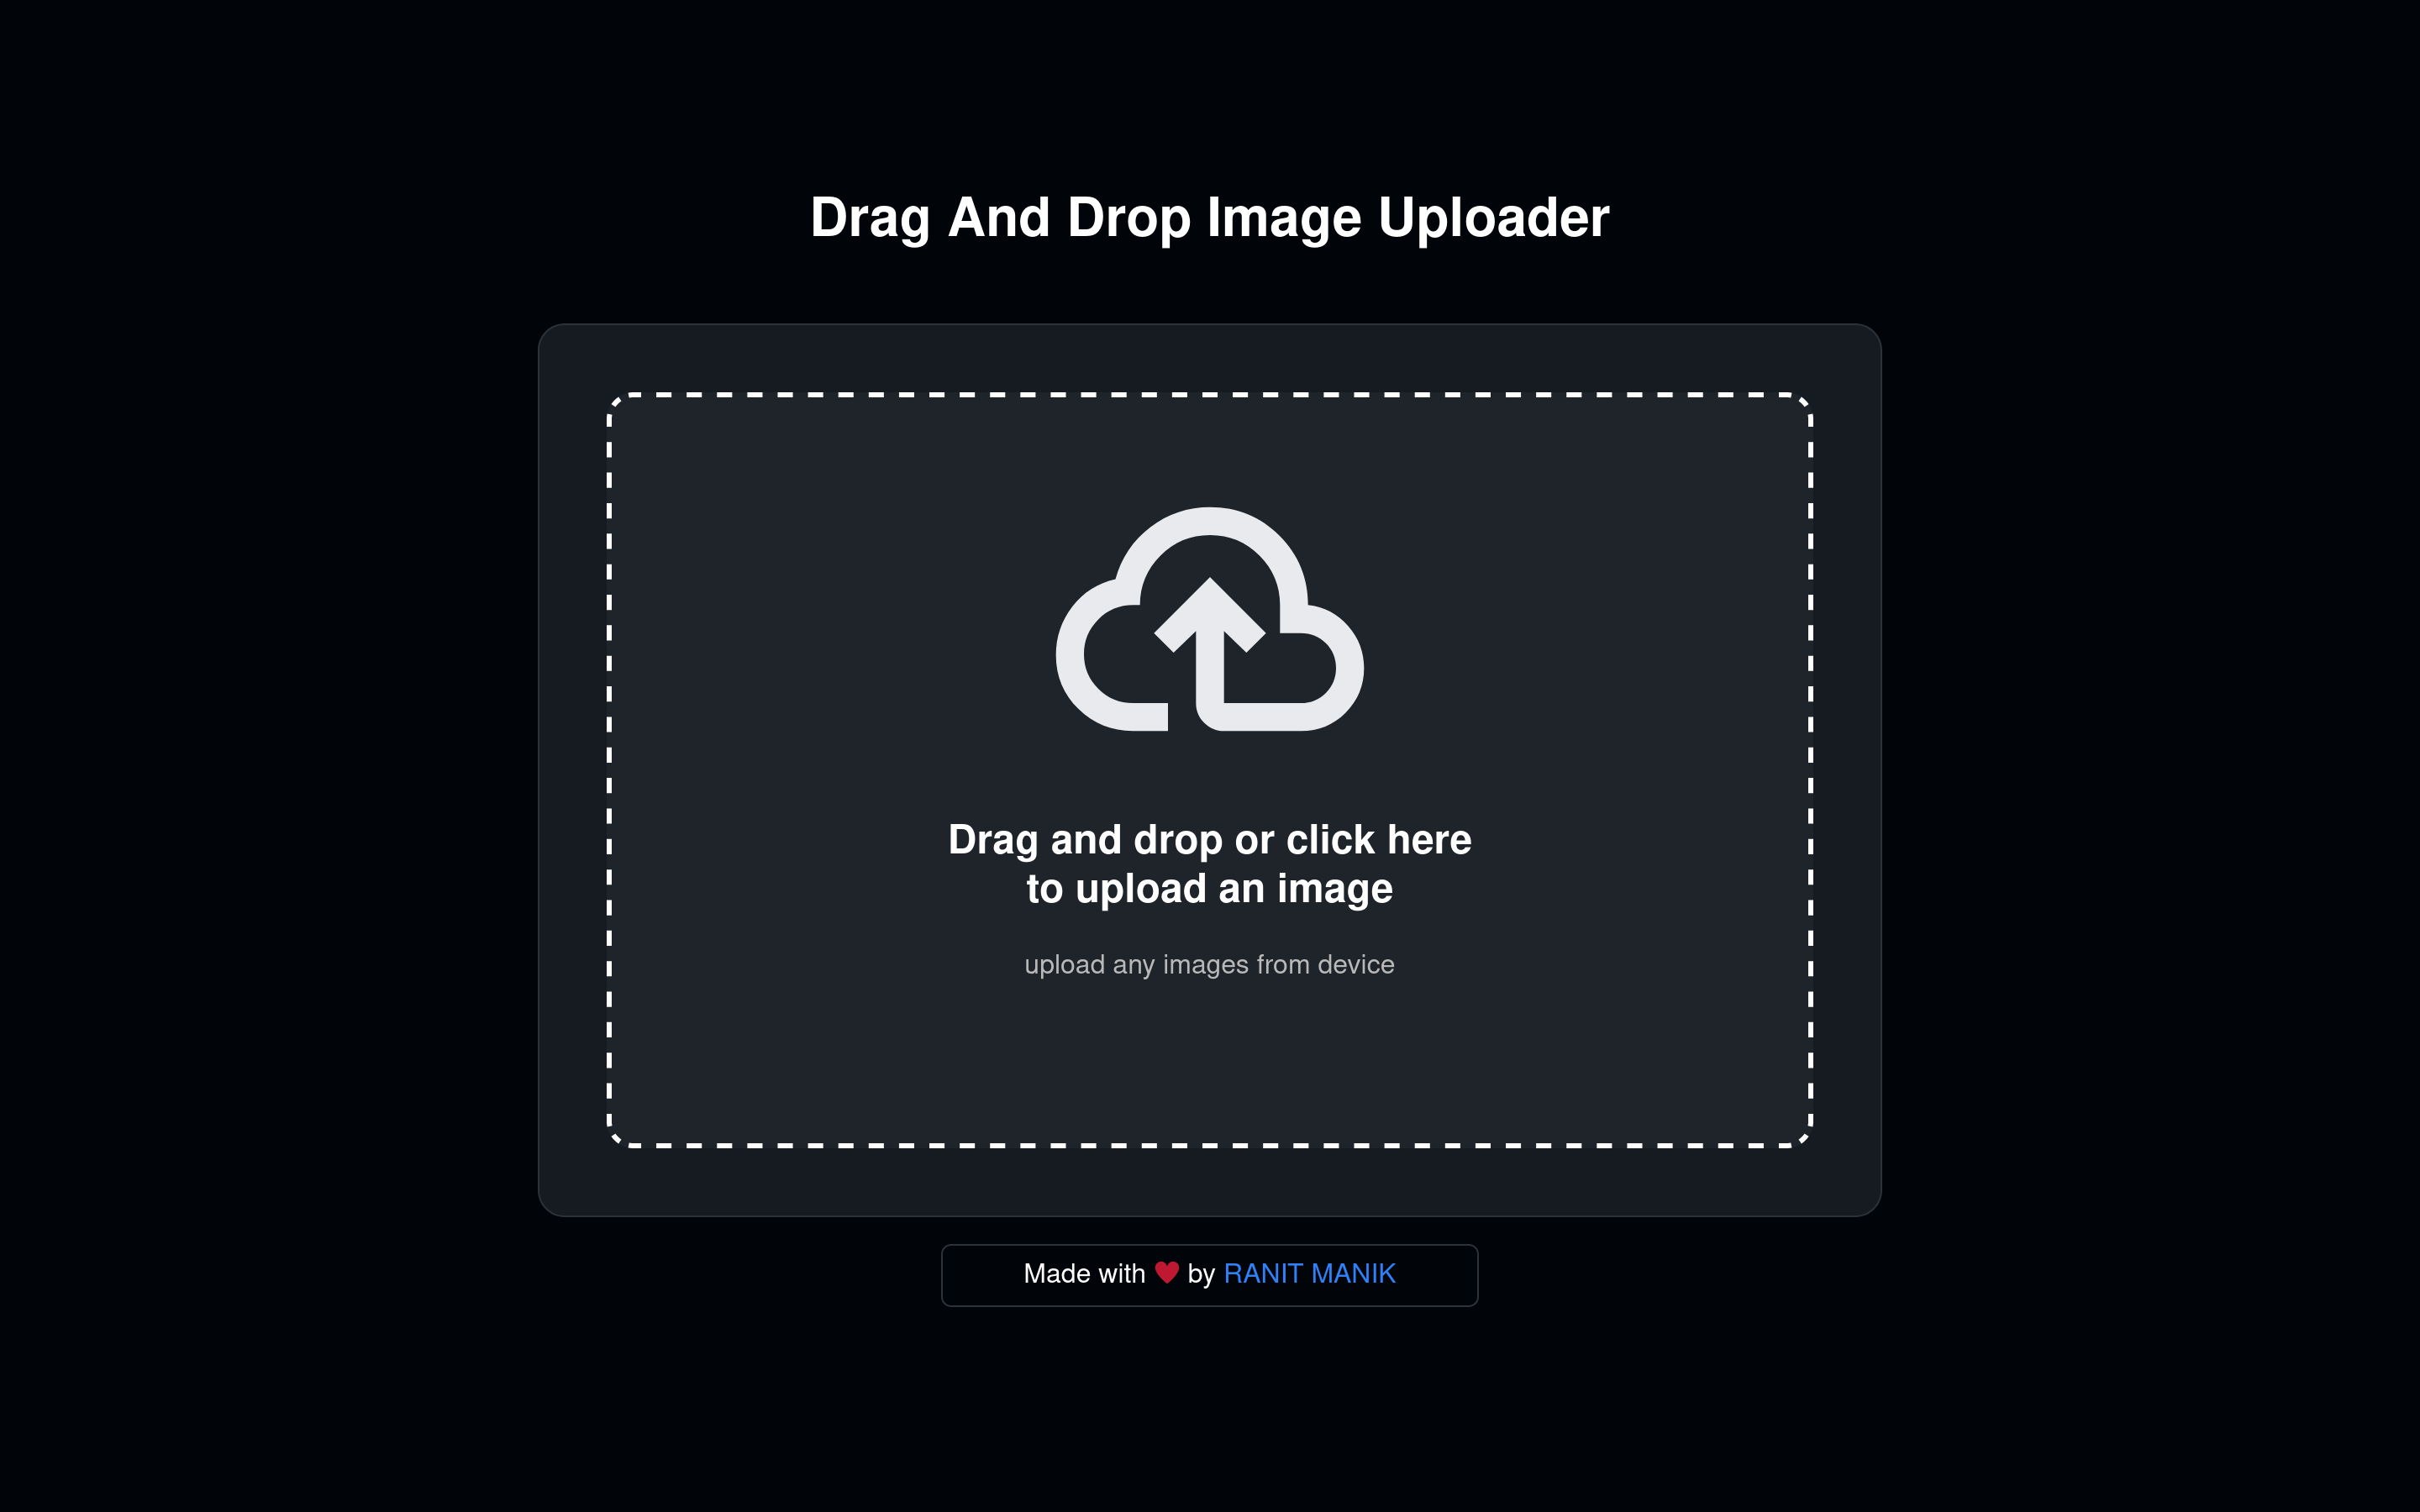 Drag And Drop Image Uploader
Drag and drop or click here
to upload an image
upload any images from device
Made with ❤ by RANIT MANIK